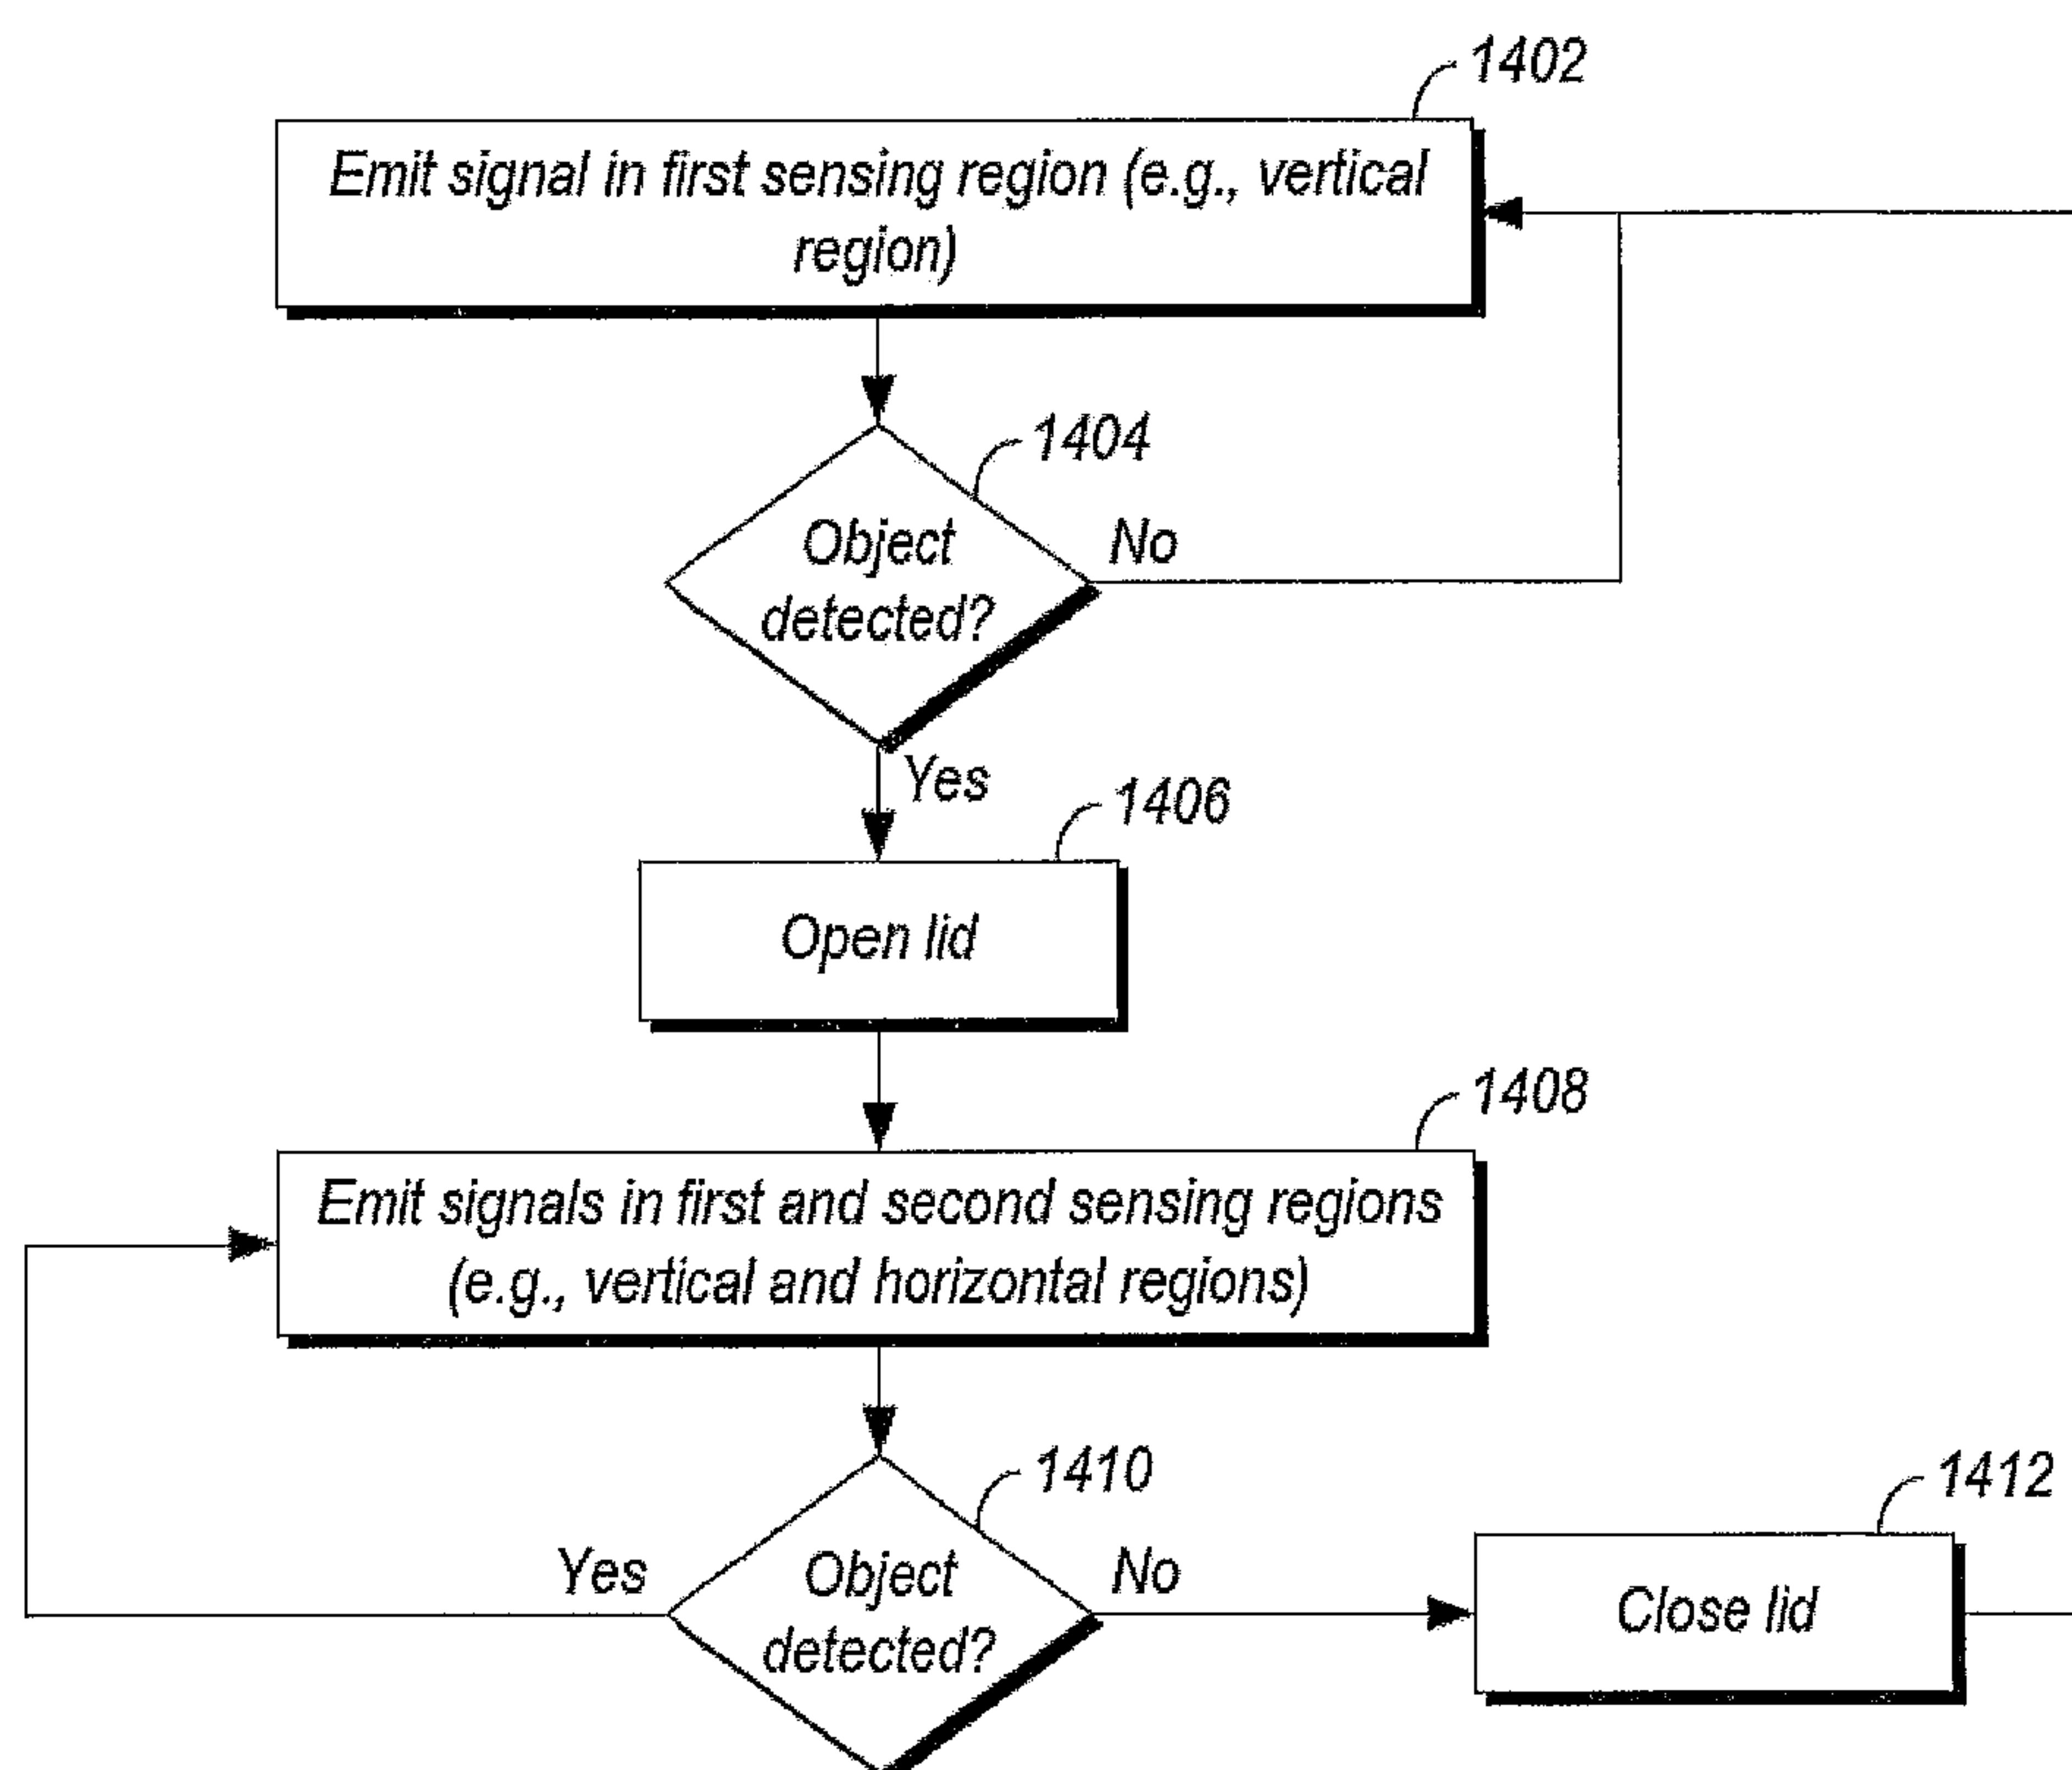 1402
Emit signal in first sensing region (e.g., vertical
region)
1404
Object
detected?
No
Yes
1406
Open lid
1408
Emit signals in first and second sensing regions
(e.g., vertical and horizontal regions)
1410
Object
detected?
Yes
No
1412
Close lid